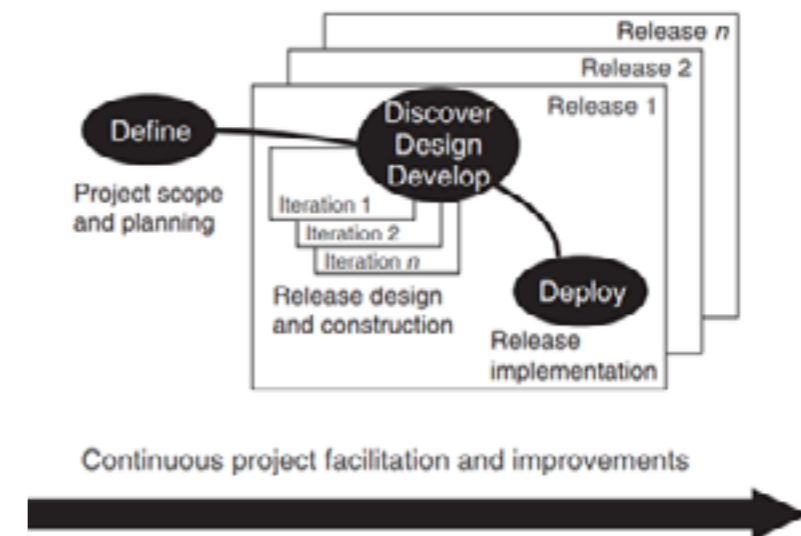 Release n
Release 2
Release 1
Define
Discover
Design
Develop
Project scope
and planning
Iteration 1
Iteration 2
Iteration n
Release design
and construction
Deploy
Release
implementation
Continuous project facilitation and improvements